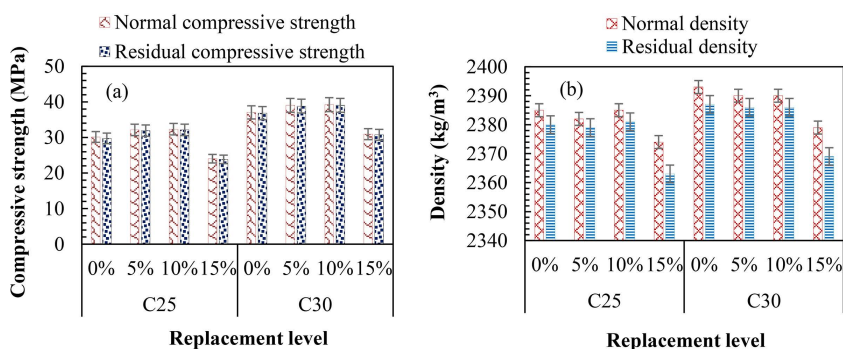 Normal compressive strength
Residual compressive strength
Compressive strength (MPa)
50
40
30
20
10
0
(a)
0% 5% 10% 15% 0% 5% 10% 15%
C25 C30
Replacement level
Normal density
Residual density
Density (kg/m³)
2400
2390
2380
2370
2360
2350
2340
(b)
0% 5% 10% 15% 0% 5% 10% 15%
C25 C30
Replacement level